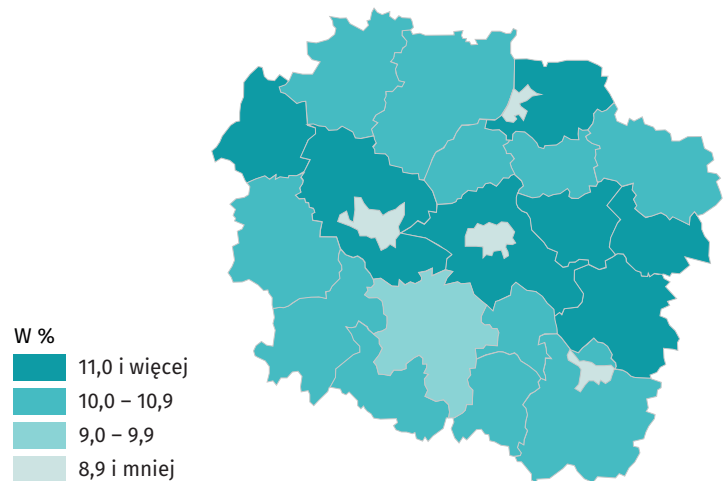 W %
11,0 i więcej
10,0 – 10,9
9,0 – 9,9
8,9 i mniej